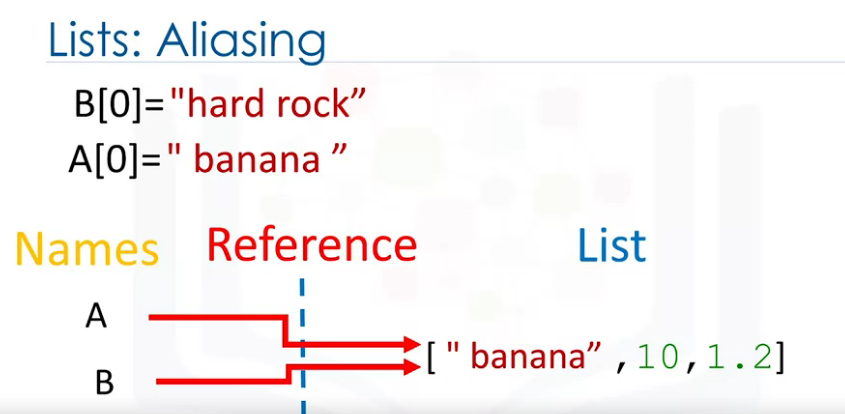 Lists: Aliasing
B[0]="hard rock”
A[0]=" banana ”
Names Reference List
A
[ " banana” ,10,1.2]
B